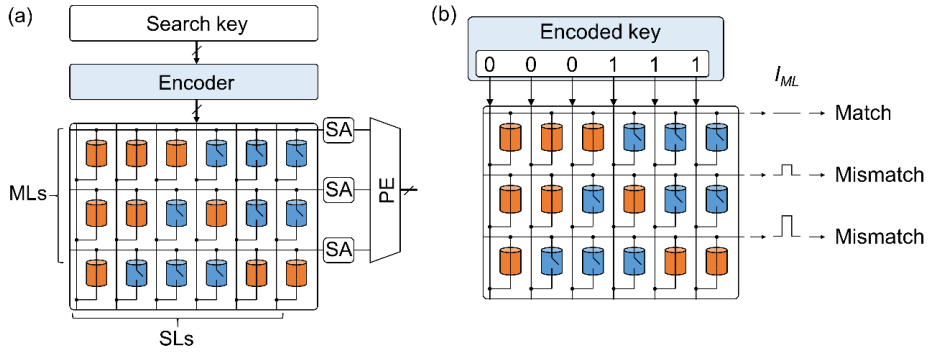 (a)
Search key
Encoder
MLs
SA
SA
SA
PE
SLs
(b)
Encoded key
0 0 0 1 1 1
I_ML
Match
Mismatch
Mismatch